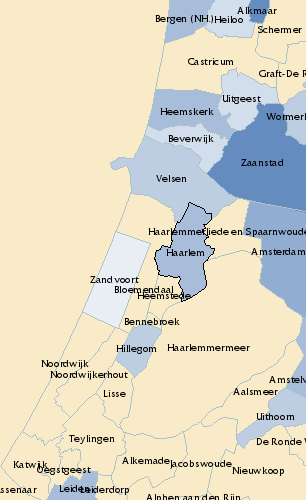 Alkmaar
Bergen (NH.)
Heiloo
Schermer
Castricum
Graft-De R
Uitgeest
Heemskerk
Wormerl
Beverwijk
Zaanstad
Velsen
Haarlemmerliede en Spaarnwoude
Haarlem
Amsterdam
Zandvoort
Bloemendaal
Heemstede
Bennebroek
Hillegom
Haarlemmermeer
Noordwijk
Noordwijkerhout
Amstelv
Lisse
Aalsmeer
Uithoorn
Teylingen
De Ronde V
Katwijk
Oegstgeest
Alkemade
Jacobswoude
Nieuwkoop
ssenaar
Leiden
Leiderdorp
Alphen aan den Rijn